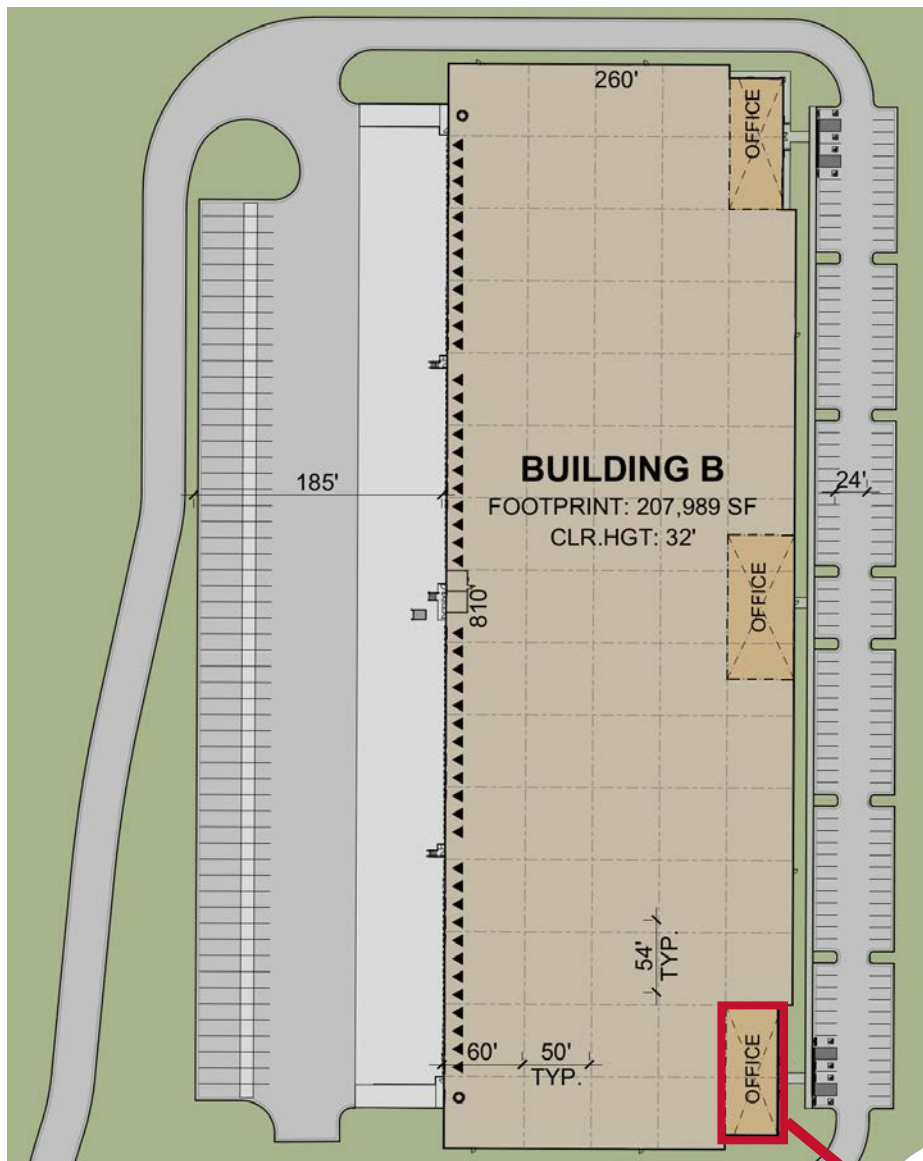 260'
OFFICE
BUILDING B
FOOTPRINT: 207,989 SF
CLR.HGT: 32'
185'
24'
OFFICE
810'
54'
TYP.
60'
50'
TYP.
OFFICE